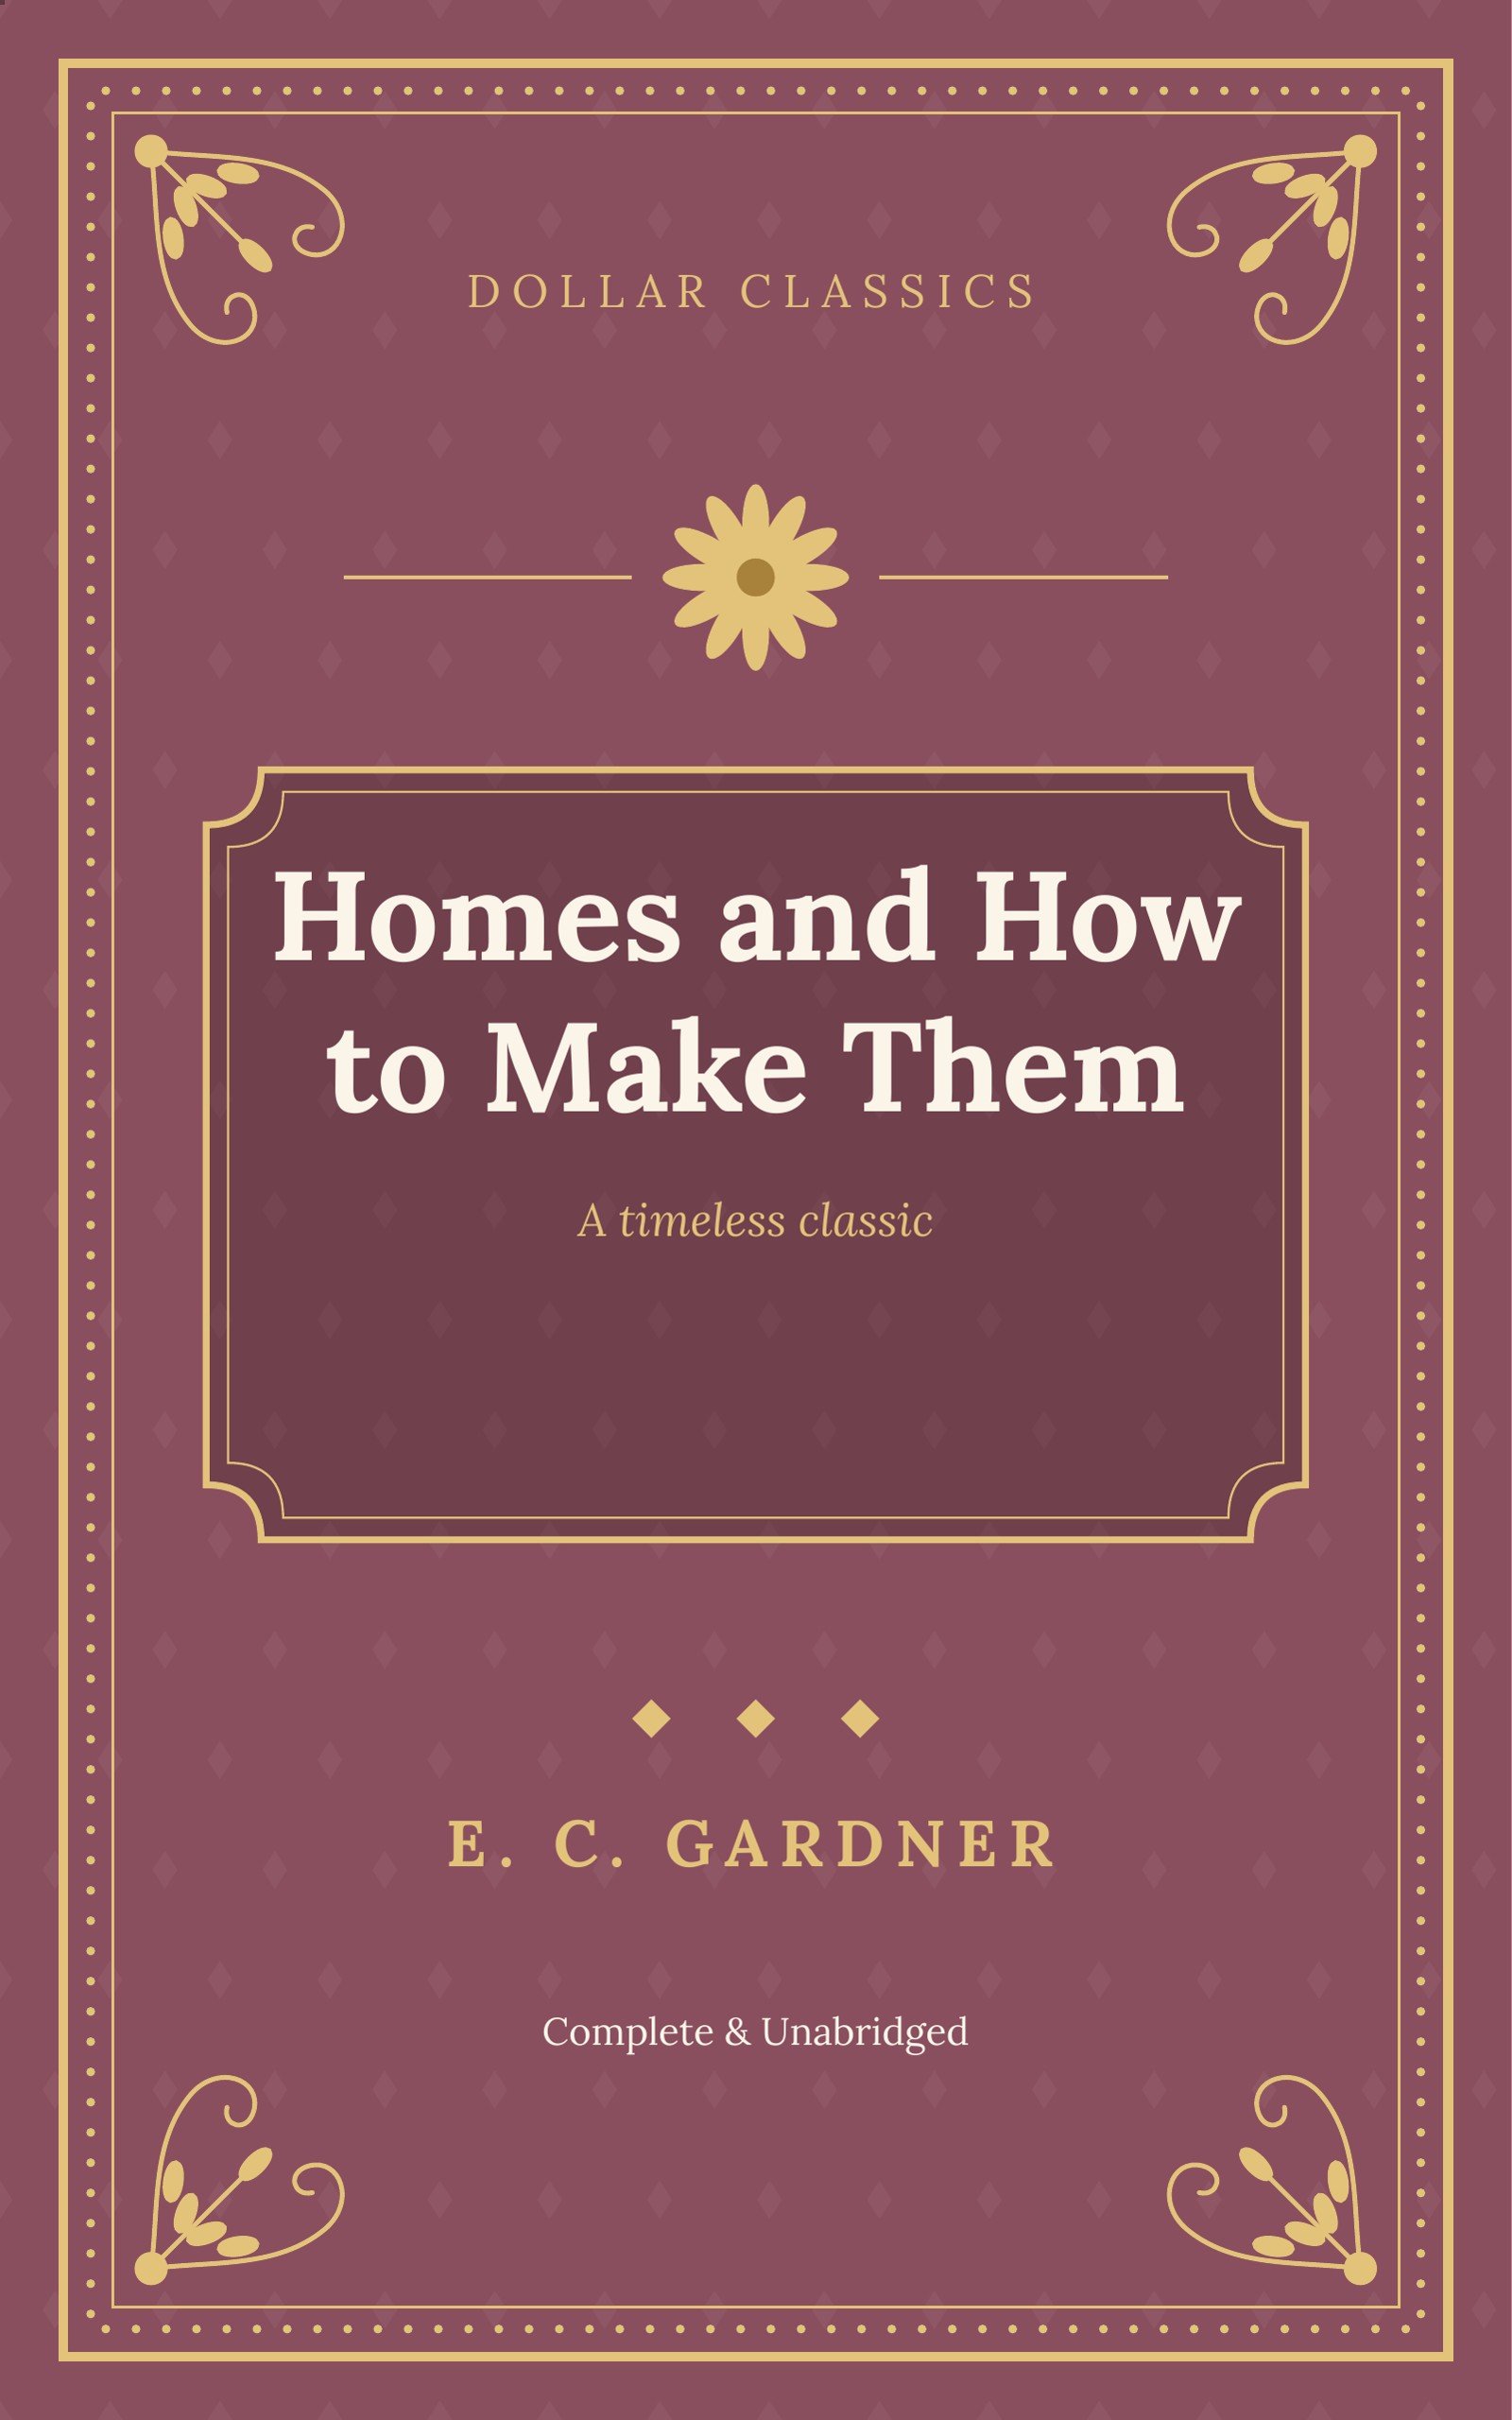 DOLLAR CLASSICS
Homes and How
to Make Them
A timeless classic
E. C. GARDNER
Complete & Unabridged